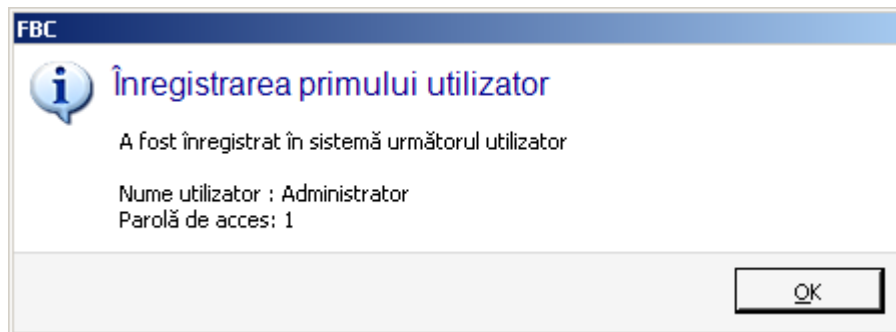 FBC
Înregistrarea primului utilizator
A fost înregistrat în sistemă următorul utilizator
Nume utilizator : Administrator
Parolă de acces: 1
OK